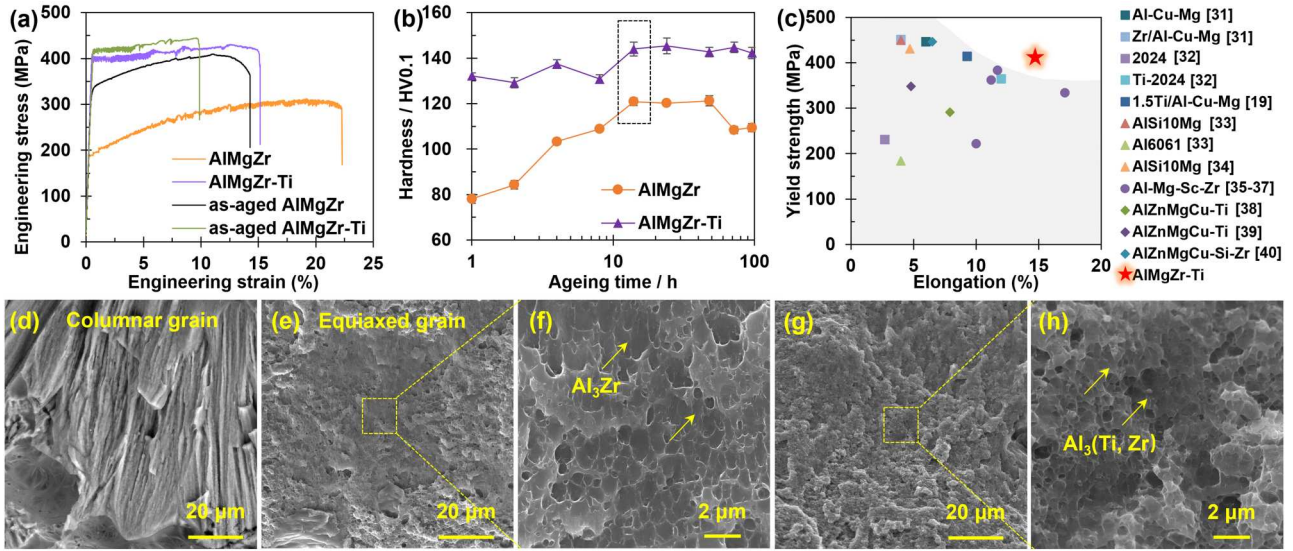 (a)
Engineering stress (MPa)
500
400
300
200
100
0
AlMgZr
AlMgZr-Ti
as-aged AlMgZr
as-aged AlMgZr-Ti
0 5 10 15 20 25
Engineering strain (%)
(b)
Hardness / HV0.1
160
140
120
100
80
60
AlMgZr
AlMgZr-Ti
1 10 100
Ageing time / h
(c)
Yield strength (MPa)
500
400
300
200
100
0
0 5 10 15 20
Elongation (%)
Al-Cu-Mg [31]
Zr/Al-Cu-Mg [31]
2024 [32]
Ti-2024 [32]
1.5Ti/Al-Cu-Mg [19]
AlSi10Mg [33]
Al6061 [33]
AlSi10Mg [34]
Al-Mg-Sc-Zr [35-37]
AlZnMgCu-Ti [38]
AlZnMgCu-Ti [39]
AlZnMgCu-Si-Zr [40]
AlMgZr-Ti
(d) Columnar grain
20 μm
(e) Equiaxed grain
20 μm
(f)
Al₃Zr
2 μm
(g)
20 μm
(h)
Al₃(Ti, Zr)
2 μm